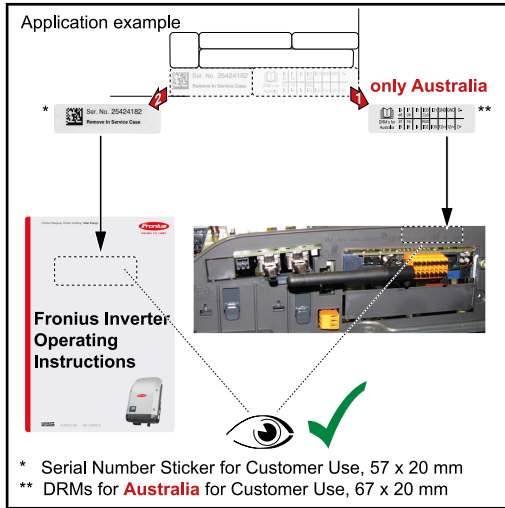 Application example
Ser. No. 25424182
Remove In Service Case
2
1
only Australia
*
Ser. No. 25424182
Remove In Service Case
DRMs for
Australia
**
Fronius
Fronius Inverter
Operating
Instructions
* Serial Number Sticker for Customer Use, 57 x 20 mm
** DRMs for Australia for Customer Use, 67 x 20 mm